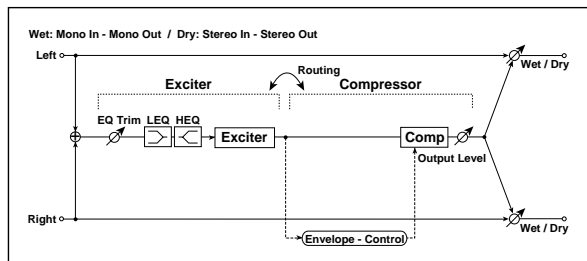 Wet: Mono In - Mono Out / Dry: Stereo In - Stereo Out
Left
Wet / Dry
Routing
Exciter
Compressor
EQ Trim
LEQ
HEQ
Exciter
Comp
Output Level
Right
Wet / Dry
Envelope - Control